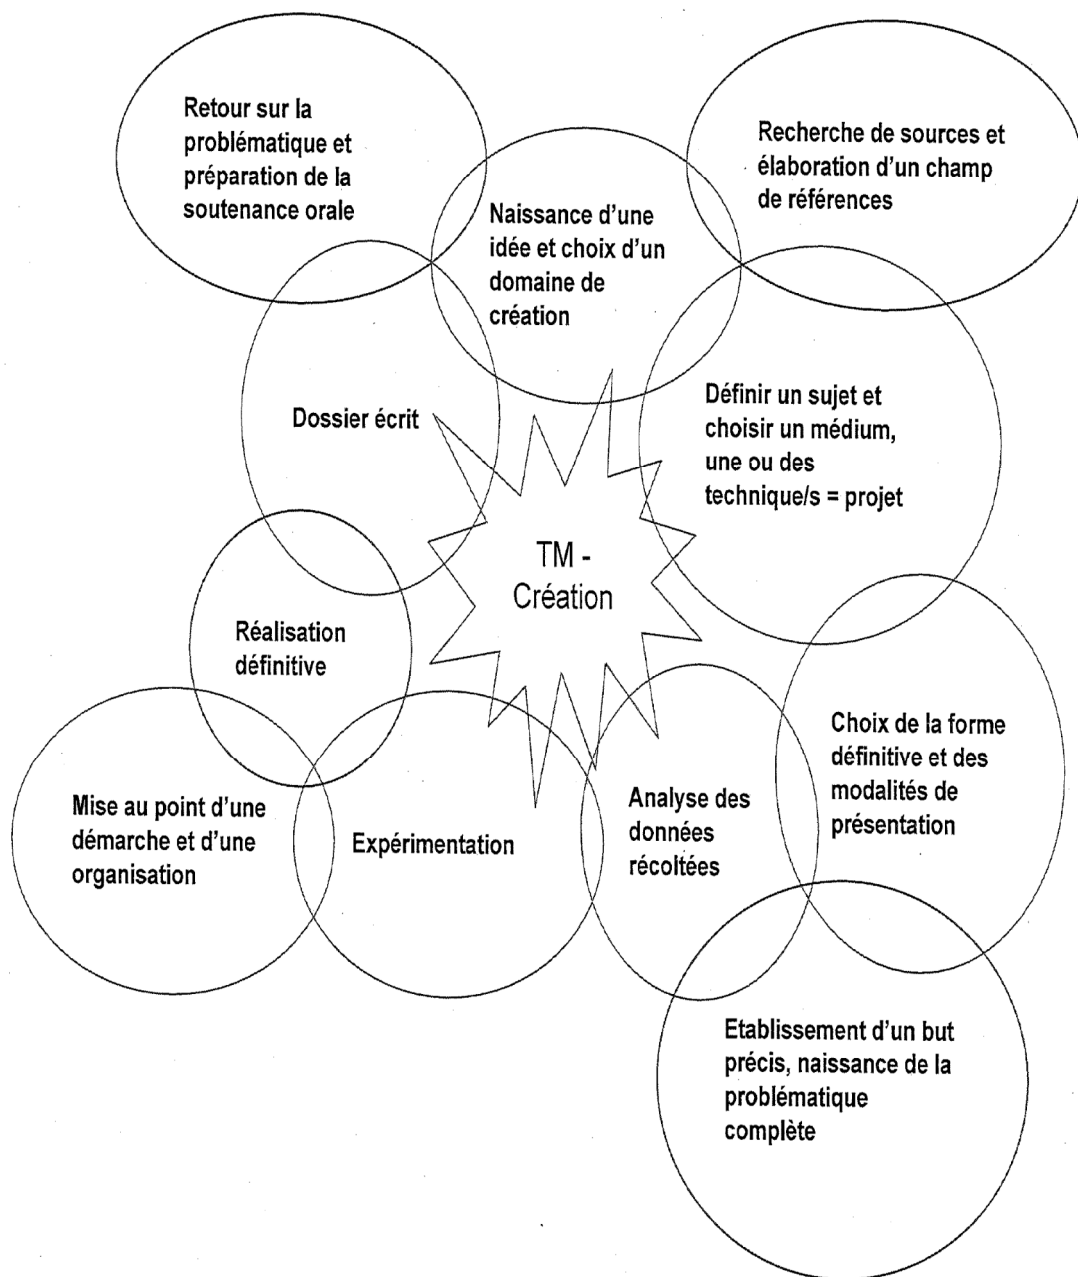 Retour sur la
problématique et
préparation de la
soutenance orale
Recherche de sources et
élaboration d'un champ
de références
Naissance d'une
idée et choix d'un
domaine de
création
Dossier écrit
Définir un sujet et
choisir un médium,
une ou des
technique/s = projet
TM -
Création
Réalisation
définitive
Choix de la forme
définitive et des
modalités de
présentation
Mise au point d'une
démarche et d'une
organisation
Expérimentation
Analyse des
données
récoltées
Etablissement d'un but
précis, naissance de la
problématique
complète